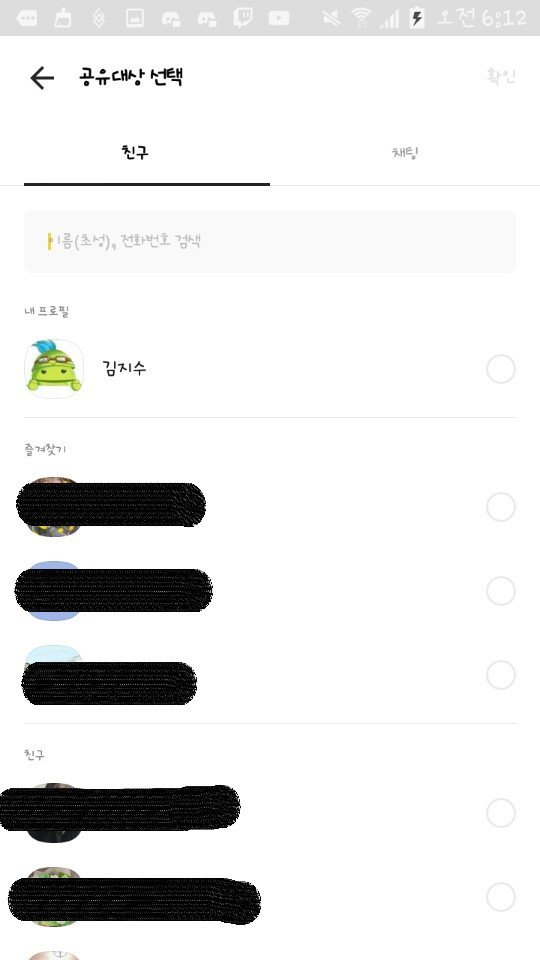 오전 6:12
공유대상 선택
확인
친구
채팅
이름(초성), 전화번호 검색
내 프로필
김지수
즐겨찾기
친구